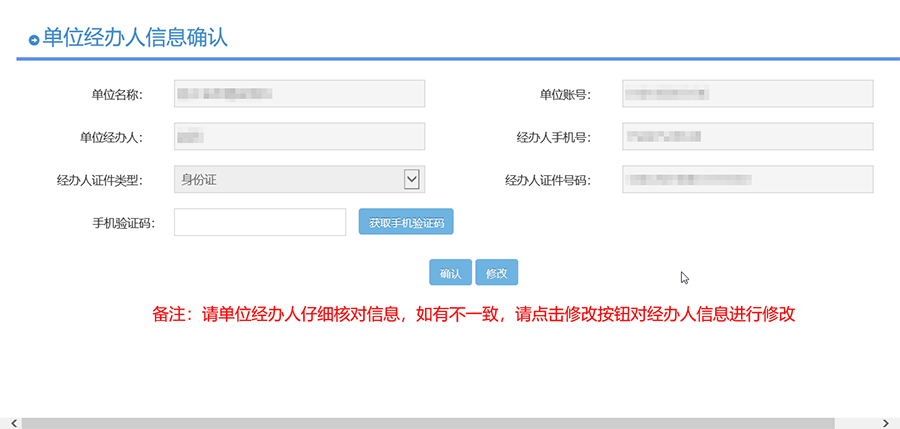 单位经办人信息确认
单位名称： 单位账号：
单位经办人： 经办人手机号：
经办人证件类型： 身份证 经办人证件号码：
手机验证码： 获取手机验证码
确认 修改
备注：请单位经办人仔细核对信息，如有不一致，请点击修改按钮对经办人信息进行修改